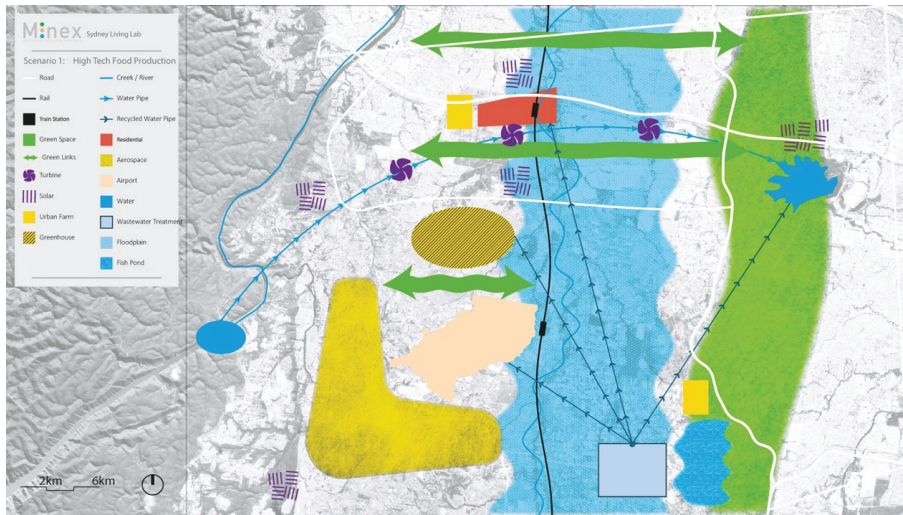 Minex Sydney Living Lab
Scenario 1: High Tech Food Production
Road
Rail
Train Station
Green Space
Green Links
Turbine
Solar
Urban Farm
Greenhouse
Creek / River
Water Pipe
Recycled Water Pipe
Residential
Aerospace
Airport
Water
Wastewater Treatment
Floodplain
Fish Pond
2km 6km